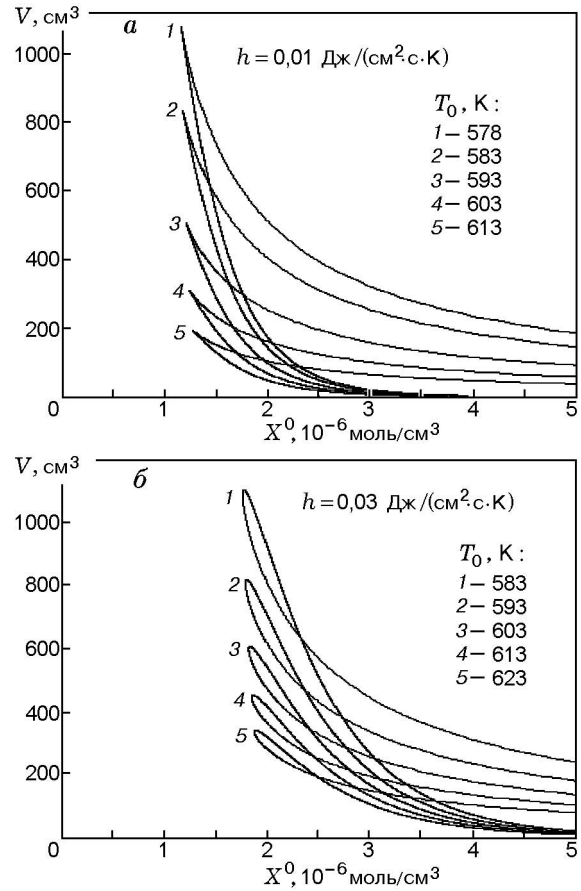 V, см³
а
h = 0,01 Дж/(см²·с·К)
T₀, К:
1 – 578
2 – 583
3 – 593
4 – 603
5 – 613
1
2
3
4
5
1000
800
600
400
200
0 1 2 3 4 5
X⁰, 10⁻⁶ моль/см³
V, см³
б
h = 0,03 Дж/(см²·с·К)
T₀, К:
1 – 583
2 – 593
3 – 603
4 – 613
5 – 623
1
2
3
4
5
1000
800
600
400
200
0 1 2 3 4 5
X⁰, 10⁻⁶ моль/см³